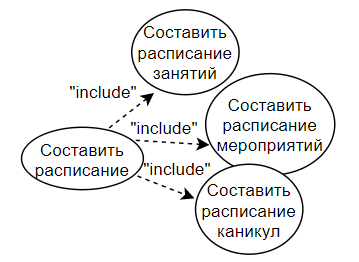 Составить
расписание
занятий
"include"
Составить
расписание
мероприятий
"include"
Составить
расписание
"include"
Составить
расписание
каникул